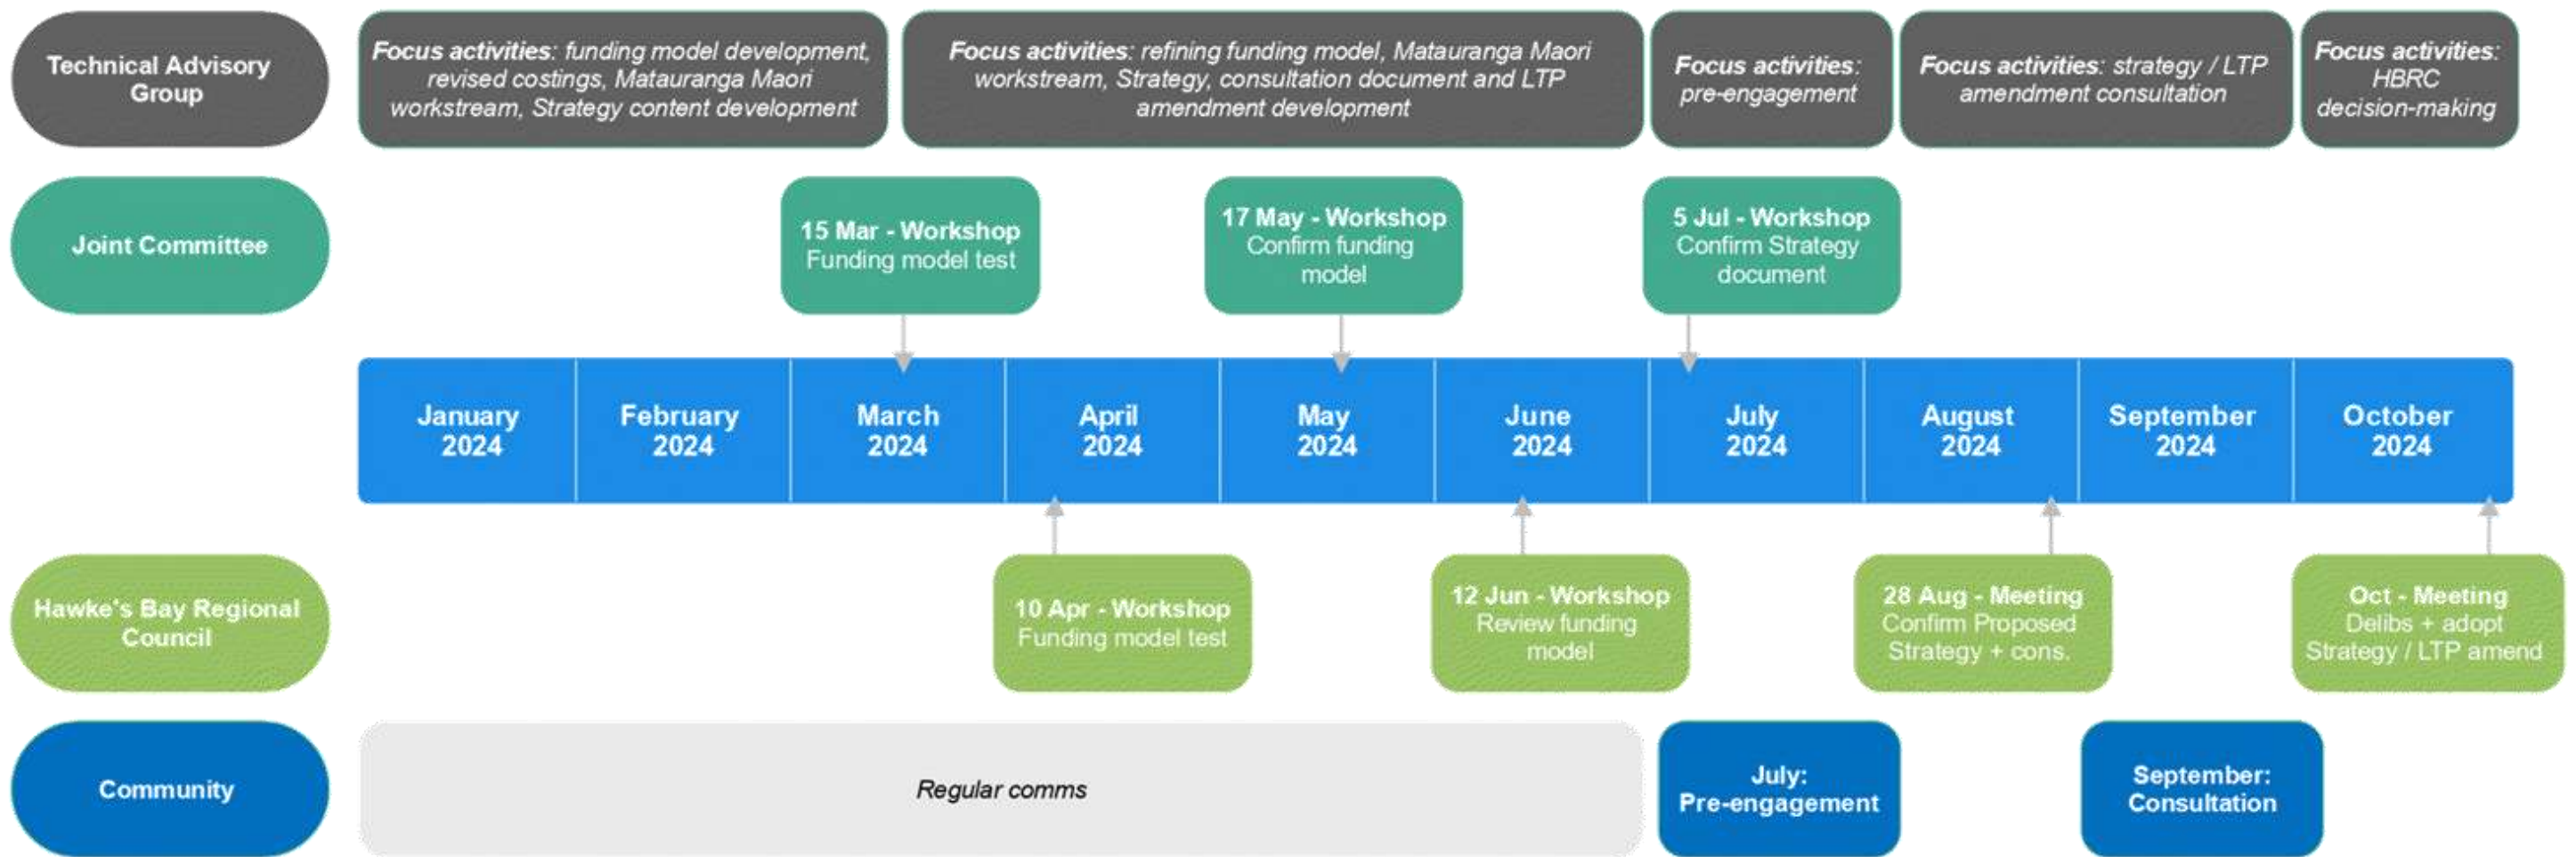 Technical Advisory
Group
Focus activities: funding model development,
revised costings, Matauranga Maori
workstream, Strategy content development
Focus activities: refining funding model, Matauranga Maori
workstream, Strategy, consultation document and LTP
amendment development
Focus activities:
pre-engagement
Focus activities: strategy / LTP
amendment consultation
Focus activities:
HBRC
decision-making
Joint Committee
15 Mar - Workshop
Funding model test
17 May - Workshop
Confirm funding
model
5 Jul - Workshop
Confirm Strategy
document
January
2024
February
2024
March
2024
April
2024
May
2024
June
2024
July
2024
August
2024
September
2024
October
2024
Hawke's Bay Regional
Council
10 Apr - Workshop
Funding model test
12 Jun - Workshop
Review funding
model
28 Aug - Meeting
Confirm Proposed
Strategy + cons.
Oct - Meeting
Delibs + adopt
Strategy / LTP amend
Community
Regular comms
July:
Pre-engagement
September:
Consultation